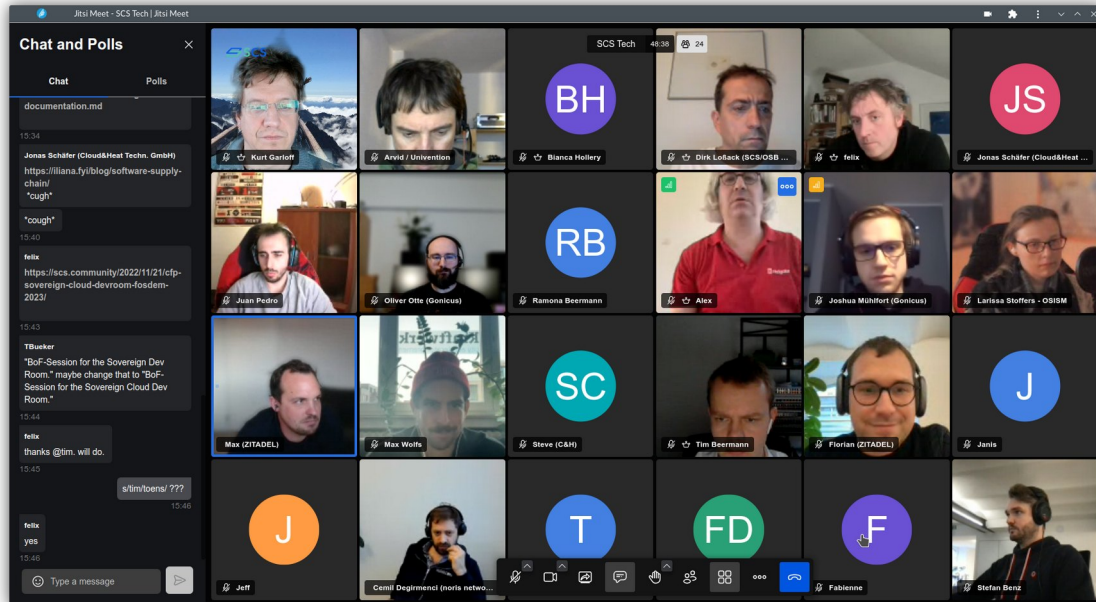 Jitsi Meet - SCS Tech | Jitsi Meet
Chat and Polls
Chat
Polls
documentation.md
15:34
Jonas Schäfer (Cloud&Heat Techn. GmbH)
https://iliana.fyi/blog/software-supply-
chain/
*cugh*
*cough*
15:40
felix
https://scs.community/2022/11/21/cfp-
sovereign-cloud-devroom-fosdem-
2023/
15:43
TBueker
"BoF-Session for the Sovereign Dev
Room." maybe change that to "BoF-
Session for the Sovereign Cloud Dev
Room."
15:44
felix
thanks @tim. will do.
15:45
s/tim/toens/ ???
15:46
felix
yes
15:46
Type a message
SCS Tech
48:38
24
SCS
Kurt Garloff
Arvid / Univention
BH
Bianca Hollery
Dirk Loßack (SCS/OSB ...
felix
JS
Jonas Schäfer (Cloud&Heat ...
Juan Pedro
Oliver Otte (Gonicus)
RB
Ramona Beermann
Alex
Joshua Mühlfort (Gonicus)
Larissa Stoffers - OSISM
Max (ZITADEL)
Max Wolfs
SC
Steve (C&H)
Tim Beermann
Florian (ZITADEL)
J
Janis
J
Jeff
Cemil Degirmenci (noris netwo...
T
FD
F
Fabienne
Stefan Benz